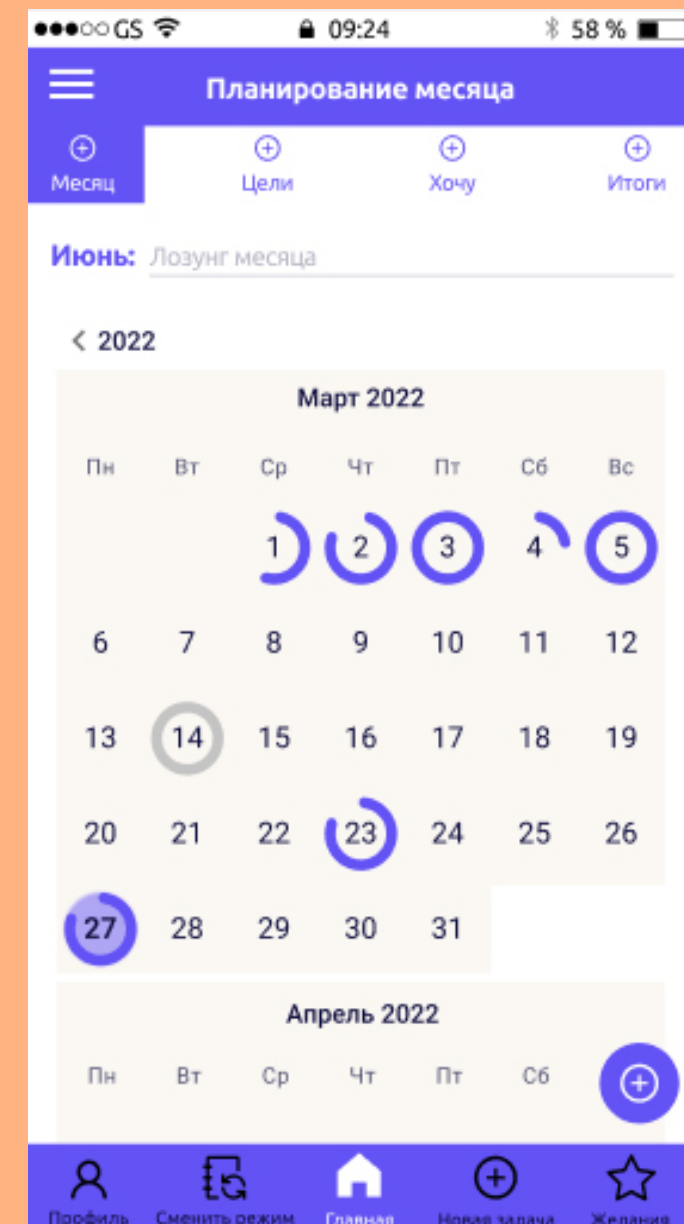 GS 09:24 58 %
Планирование месяца
Месяц Цели Хочу Итоги
Июнь: Лозунг месяца
< 2022
Март 2022
Пн Вт Ср Чт Пт Сб Вс
1 2 3 4 5
6 7 8 9 10 11 12
13 14 15 16 17 18 19
20 21 22 23 24 25 26
27 28 29 30 31
Апрель 2022
Пн Вт Ср Чт Пт Сб
Профиль Сменить режим Главная Новая задача Желания